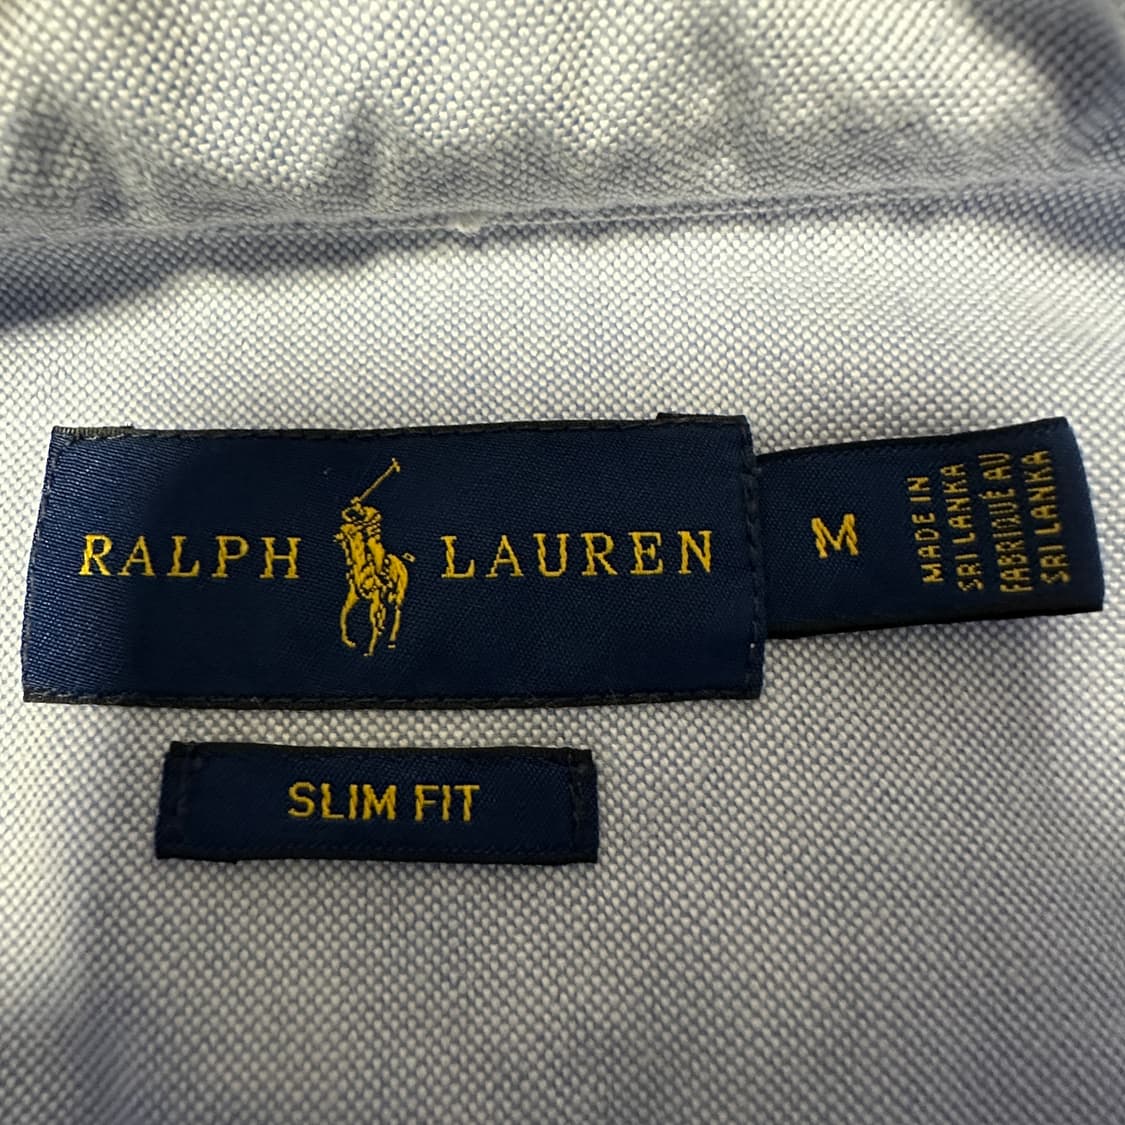 RALPH LAUREN
M
MADE IN
SRI LANKA
FABRIQUÉ AU
SRI LANKA
SLIM FIT